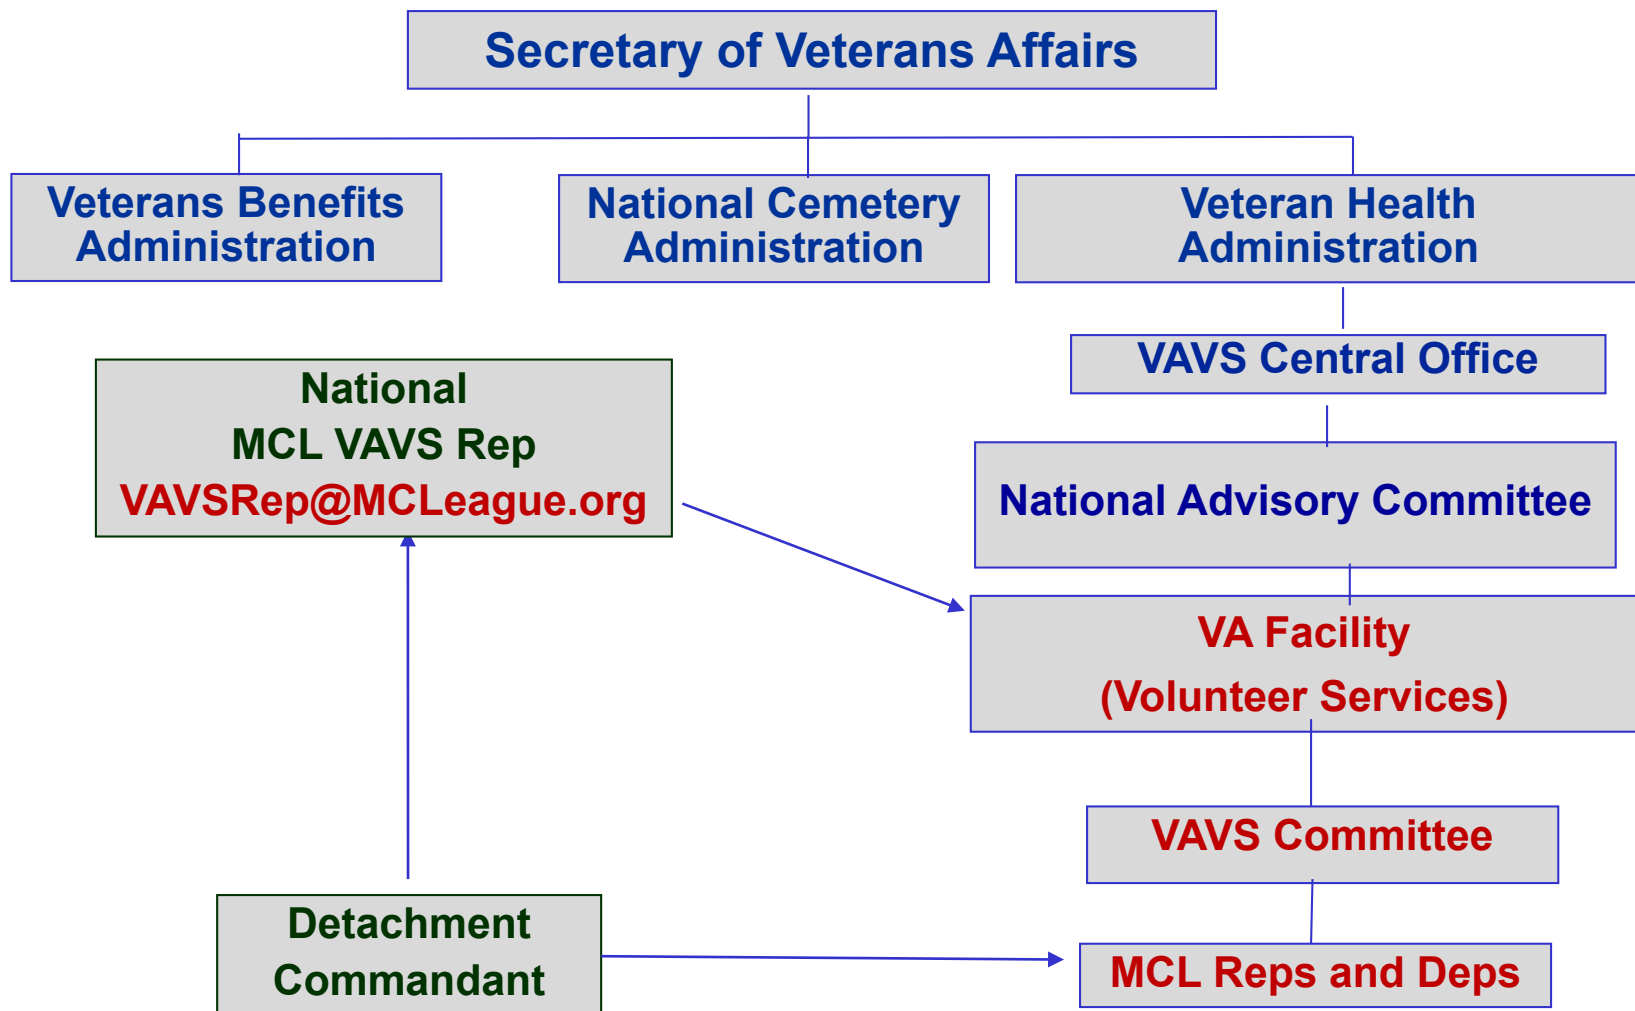 Secretary of Veterans Affairs
Veterans Benefits
Administration
National Cemetery
Administration
Veteran Health
Administration
VAVS Central Office
National
MCL VAVS Rep
VAVSRep@MCLeague.org
National Advisory Committee
VA Facility
(Volunteer Services)
VAVS Committee
Detachment
Commandant
MCL Reps and Deps